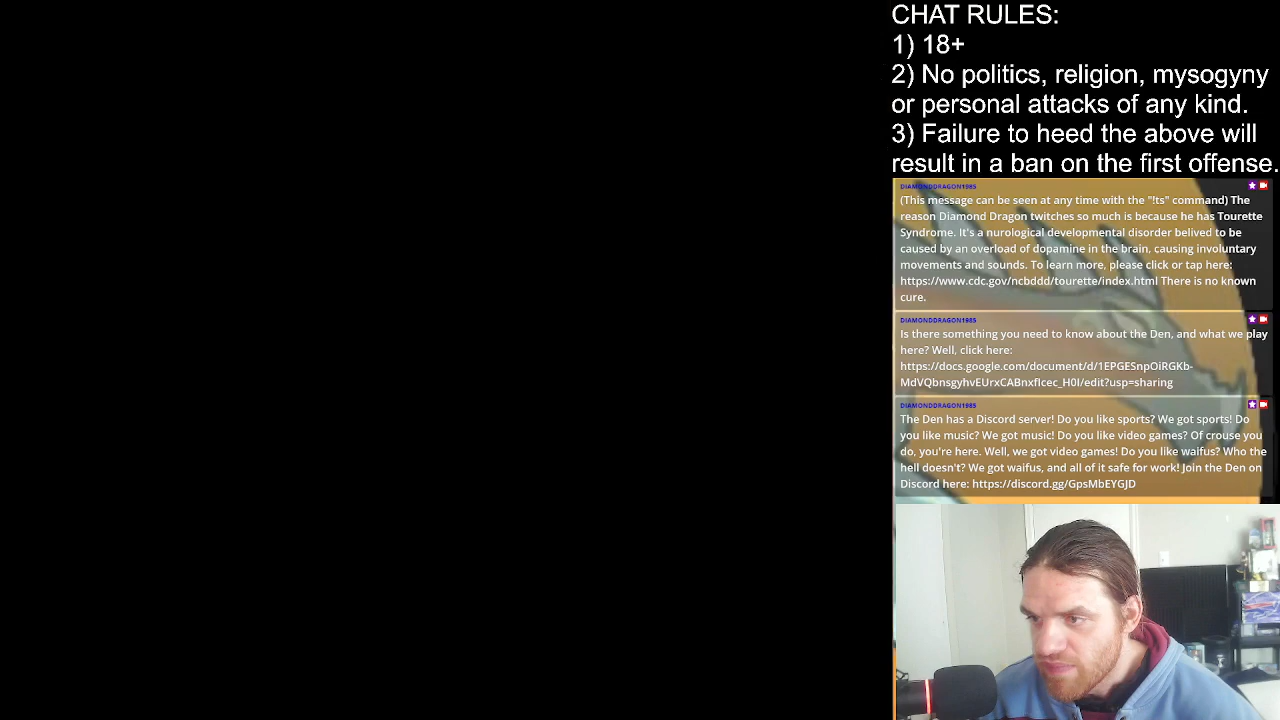 CHAT RULES:
1) 18+
2) No politics, religion, mysogyny
or personal attacks of any kind.
3) Failure to heed the above will
result in a ban on the first offense.
DIAMONDDRAGON1985
(This message can be seen at any time with the "!ts" command) The
reason Diamond Dragon twitches so much is because he has Tourette
Syndrome. It's a nurological developmental disorder belived to be
caused by an overload of dopamine in the brain, causing involuntary
movements and sounds. To learn more, please click or tap here:
https://www.cdc.gov/ncbddd/tourette/index.html There is no known
cure.
DIAMONDDRAGON1985
Is there something you need to know about the Den, and what we play
here? Well, click here:
https://docs.google.com/document/d/1EPGESnpOiRGKb-
MdVQbnsgyhvEUrxCABnxfIcec_H0I/edit?usp=sharing
DIAMONDDRAGON1985
The Den has a Discord server! Do you like sports? We got sports! Do
you like music? We got music! Do you like video games? Of crouse you
do, you're here. Well, we got video games! Do you like waifus? Who the
hell doesn't? We got waifus, and all of it safe for work! Join the Den on
Discord here: https://discord.gg/GpsMbEYGJD